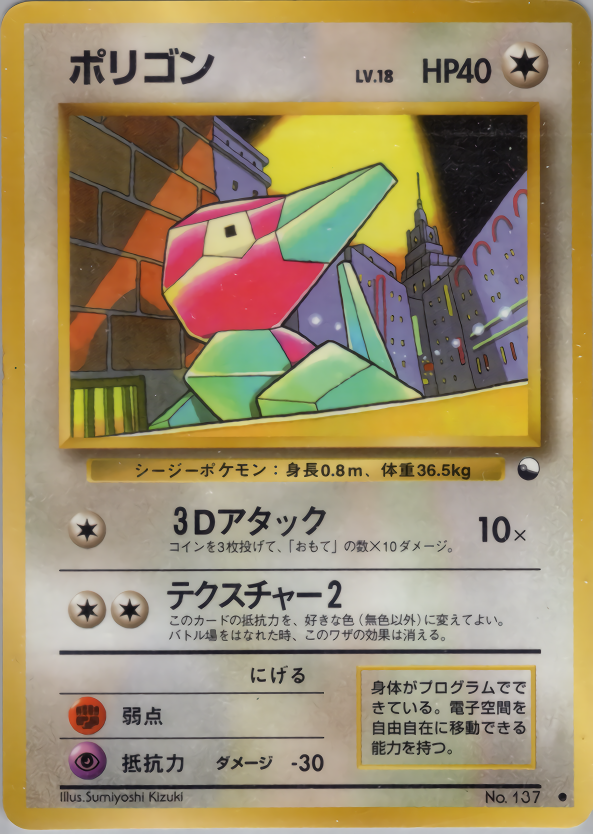 ポリゴン LV.18 HP40
シージーポケモン：身長0.8m、体重36.5kg
3Dアタック 10×
コインを3枚投げて、「おもて」の数×10ダメージ。
テクスチャー2
このカードの抵抗力を、好きな色（無色以外）に変えてよい。
バトル場をはなれた時、このワザの効果は消える。
にげる
弱点
抵抗力 ダメージ -30
身体がプログラムでで
きている。電子空間を
自由自在に移動できる
能力を持つ。
Illus.Sumiyoshi Kizuki No. 137